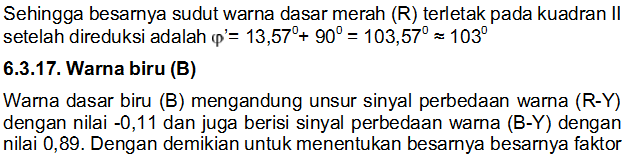 Sehingga besarnya sudut warna dasar merah (R) terletak pada kuadran II
setelah direduksi adalah φ'= 13,57⁰+ 90⁰ = 103,57⁰ ≈ 103⁰
6.3.17. Warna biru (B)
Warna dasar biru (B) mengandung unsur sinyal perbedaan warna (R-Y)
dengan nilai -0,11 dan juga berisi sinyal perbedaan warna (B-Y) dengan
nilai 0,89. Dengan demikian untuk menentukan besarnya besarnya faktor